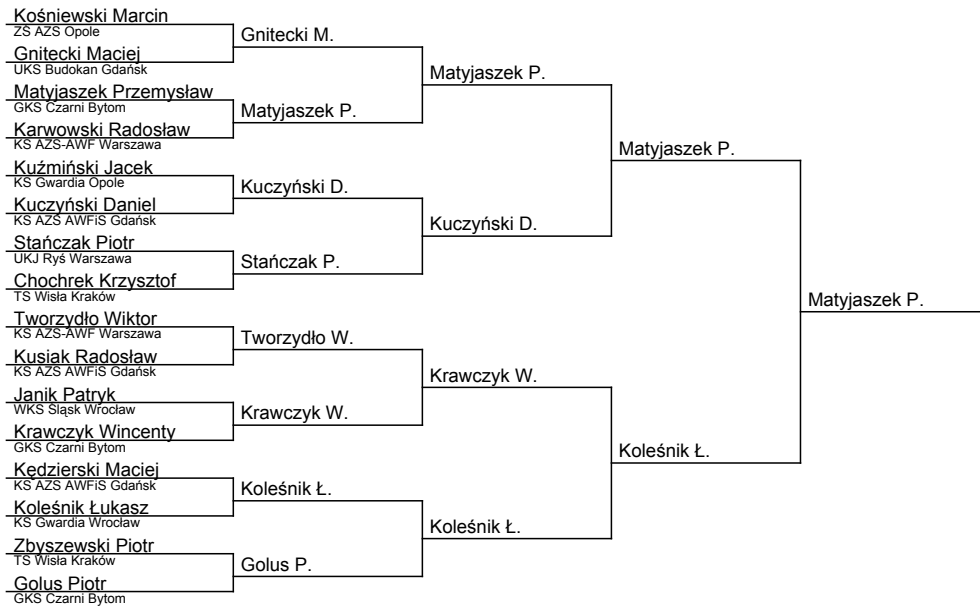 Kośniewski Marcin
ZS AZS Opole
Gnitecki Maciej
UKS Budokan Gdańsk
Matyjaszek Przemysław
GKS Czarni Bytom
Karwowski Radosław
KS AZS-AWF Warszawa
Kuźmiński Jacek
KS Gwardia Opole
Kuczyński Daniel
KS AZS AWFiS Gdańsk
Stańczak Piotr
UKJ Ryś Warszawa
Chochrek Krzysztof
TS Wisła Kraków
Tworzydło Wiktor
KS AZS-AWF Warszawa
Kusiak Radosław
KS AZS AWFiS Gdańsk
Janik Patryk
WKS Śląsk Wrocław
Krawczyk Wincenty
GKS Czarni Bytom
Kędzierski Maciej
KS AZS AWFiS Gdańsk
Koleśnik Łukasz
KS Gwardia Wrocław
Zbyszewski Piotr
TS Wisła Kraków
Golus Piotr
GKS Czarni Bytom
Gnitecki M.
Matyjaszek P.
Kuczyński D.
Stańczak P.
Tworzydło W.
Krawczyk W.
Koleśnik Ł.
Golus P.
Matyjaszek P.
Kuczyński D.
Krawczyk W.
Koleśnik Ł.
Matyjaszek P.
Koleśnik Ł.
Matyjaszek P.